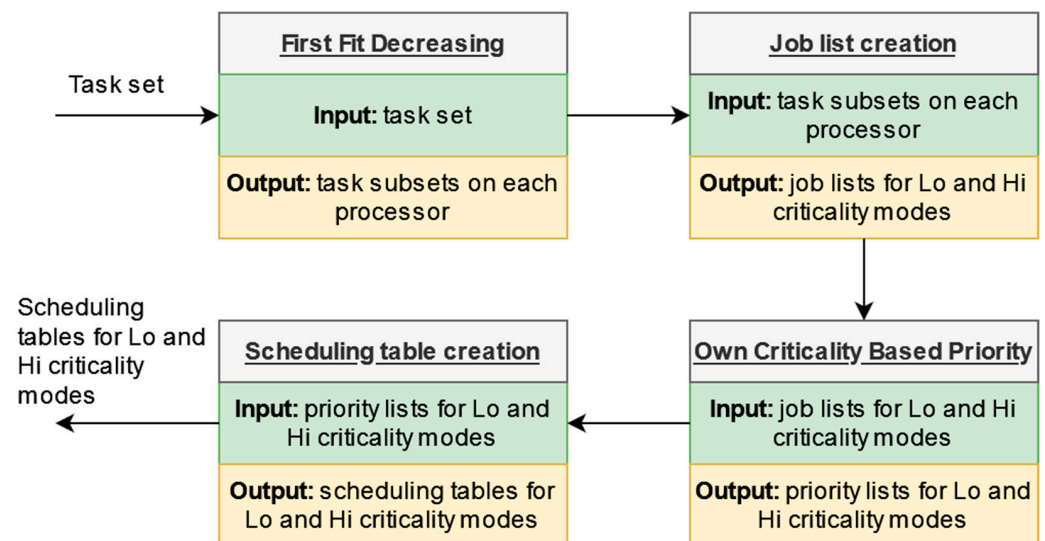 Task set
First Fit Decreasing
Input: task set
Output: task subsets on each
processor
Job list creation
Input: task subsets on each
processor
Output: job lists for Lo and Hi
criticality modes
Own Criticality Based Priority
Input: job lists for Lo and Hi
criticality modes
Output: priority lists for Lo and
Hi criticality modes
Scheduling table creation
Input: priority lists for Lo and
Hi criticality modes
Output: scheduling tables for
Lo and Hi criticality modes
Scheduling
tables for Lo and
Hi criticality
modes